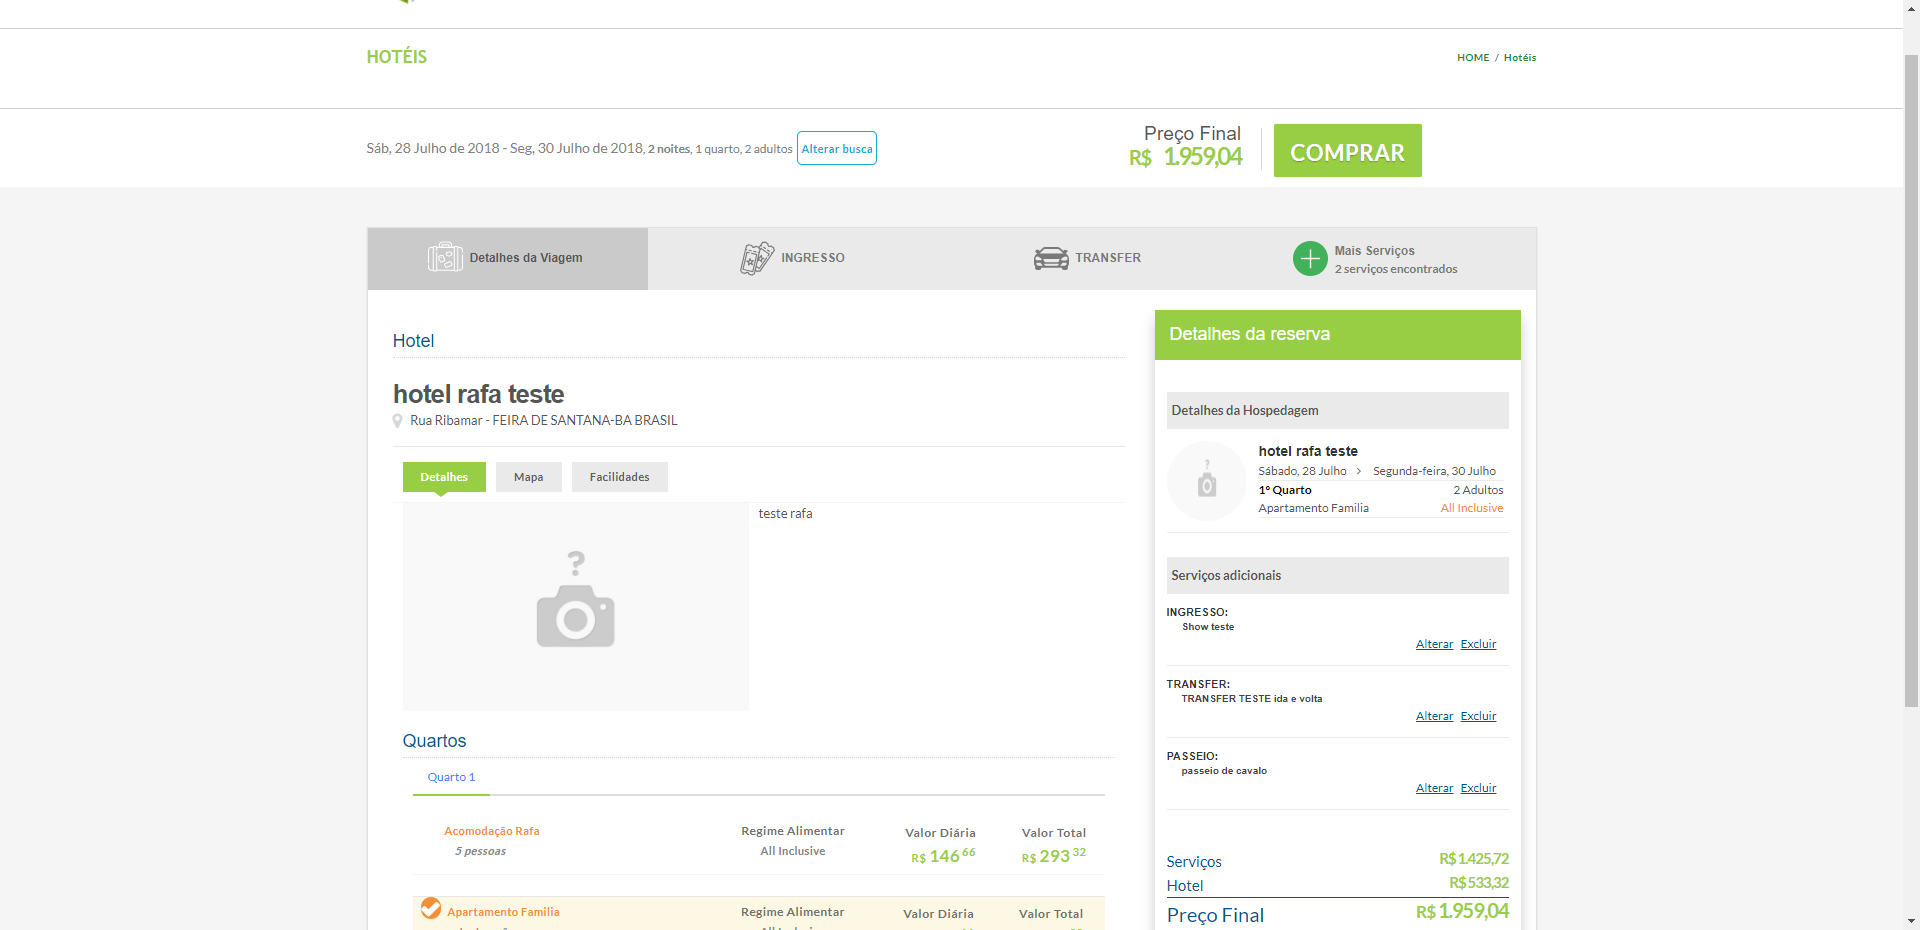 HOTÉIS
HOME / Hotéis
Sáb, 28 Julho de 2018 - Seg, 30 Julho de 2018, 2 noites, 1 quarto, 2 adultos
Alterar busca
Preço Final
R$ 1.959,04
COMPRAR
Detalhes da Viagem
INGRESSO
TRANSFER
Mais Serviços
2 serviços encontrados
Hotel
hotel rafa teste
Rua Ribamar - FEIRA DE SANTANA-BA BRASIL
Detalhes
Mapa
Facilidades
?
teste rafa
Quartos
Quarto 1
Acomodação Rafa
5 pessoas
Regime Alimentar
All Inclusive
Valor Diária
R$ 146 66
Valor Total
R$ 293 32
Apartamento Familia
Regime Alimentar
Valor Diária
Valor Total
Detalhes da reserva
Detalhes da Hospedagem
?
hotel rafa teste
Sábado, 28 Julho > Segunda-feira, 30 Julho
1º Quarto 2 Adultos
Apartamento Familia All Inclusive
Serviços adicionais
INGRESSO:
Show teste
Alterar Excluir
TRANSFER:
TRANSFER TESTE ida e volta
Alterar Excluir
PASSEIO:
passeio de cavalo
Alterar Excluir
Serviços R$1.425,72
Hotel R$533,32
Preço Final R$1.959,04